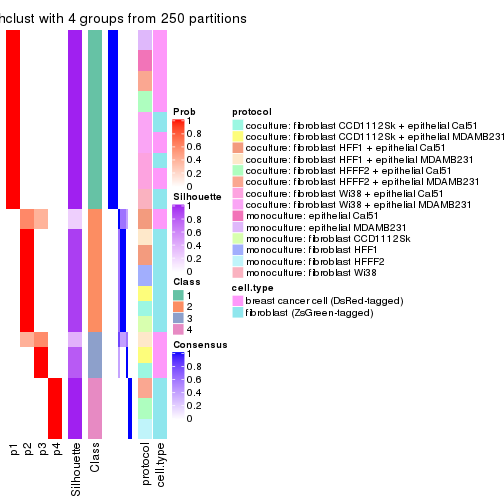 hclust with 4 groups from 250 partitions
Prob
1
0.8
0.6
0.4
0.2
0
Silhouette
1
0.8
0.6
0.4
0.2
0
Class
1
2
3
4
Consensus
1
0.8
0.6
0.4
0.2
0
protocol
coculture: fibroblast CCD1112Sk + epithelial Cal51
coculture: fibroblast CCD1112Sk + epithelial MDAMB231
coculture: fibroblast HFF1 + epithelial Cal51
coculture: fibroblast HFF1 + epithelial MDAMB231
coculture: fibroblast HFFF2 + epithelial Cal51
coculture: fibroblast HFFF2 + epithelial MDAMB231
coculture: fibroblast Wi38 + epithelial Cal51
coculture: fibroblast Wi38 + epithelial MDAMB231
monoculture: epithelial Cal51
monoculture: epithelial MDAMB231
monoculture: fibroblast CCD1112Sk
monoculture: fibroblast HFF1
monoculture: fibroblast HFFF2
monoculture: fibroblast Wi38
cell.type
breast cancer cell (DsRed-tagged)
fibroblast (ZsGreen-tagged)
p1
p2
p3
p4
Silhouette
Class
protocol
cell.type